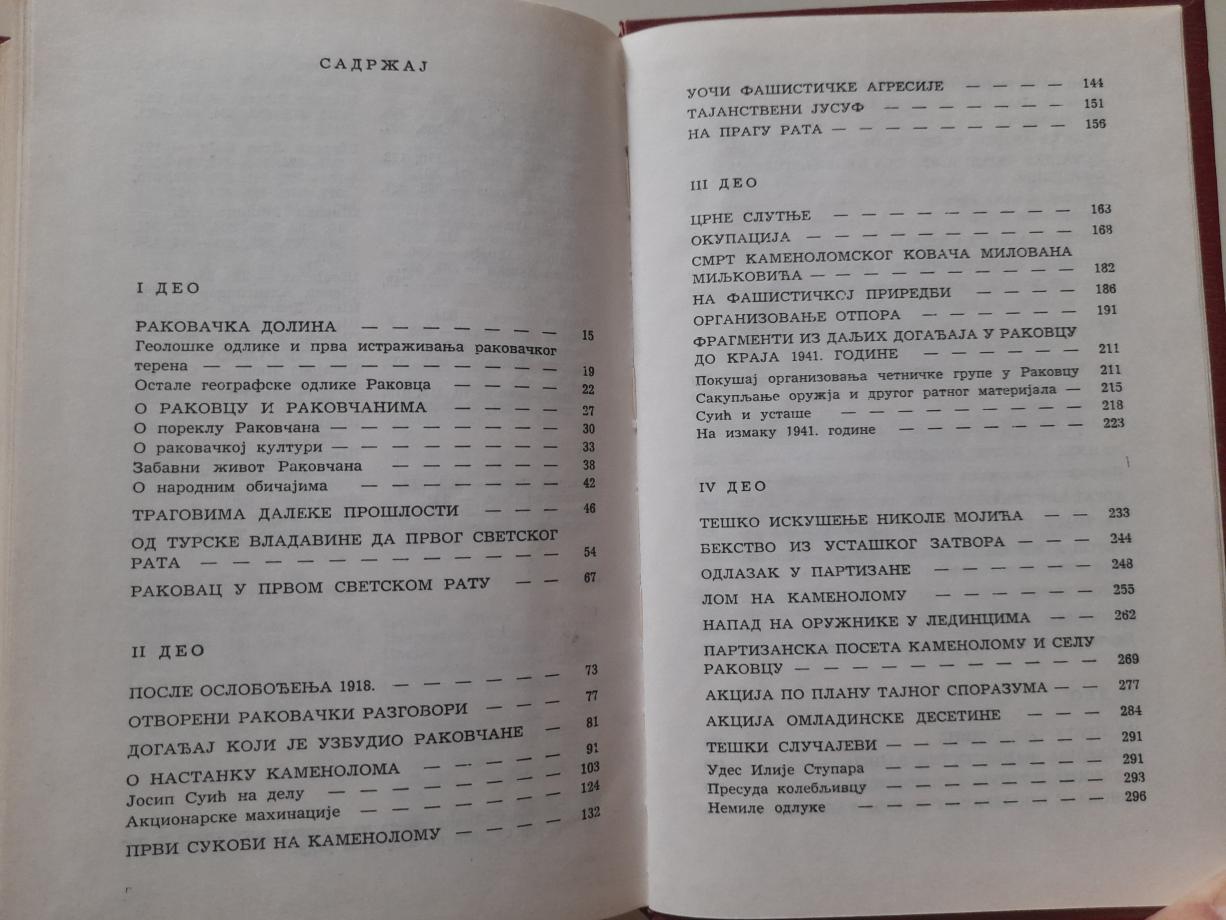 САДРЖАЈ
I ДЕО
РАКОВАЧКА ДОЛИНА — — — — — — — 15
Геолошке одлике и прва истраживања раковачког
терена — — — — — — — — — — — — 19
Остале географске одлике Раковца — — — — 22
О РАКОВЦУ И РАКОВЧАНИМА — — — — 27
О пореклу Раковчана — — — — — — — — 30
О раковачкој култури — — — — — — — — 33
Забавни живот Раковчана — — — — — — 38
О народним обичајима — — — — — — — 42
ТРАГОВИМА ДАЛЕКЕ ПРОШЛОСТИ — — — 46
ОД ТУРСКЕ ВЛАДАВИНЕ ДА ПРВОГ СВЕТСКОГ
РАТА — — — — — — — — — — — — 54
РАКОВАЦ У ПРВОМ СВЕТСКОМ РАТУ — — 67
II ДЕО
ПОСЛЕ ОСЛОБОЂЕЊА 1918. — — — — — — 73
ОТВОРЕНИ РАКОВАЧКИ РАЗГОВОРИ — — — 77
ДОГАЂАЈ КОЈИ ЈЕ УЗБУДИО РАКОВЧАНЕ — 81
О НАСТАНКУ КАМЕНОЛОМА — — — — — 91
Јосип Суић на делу — — — — — — — — 103
Акционарске махинације — — — — — — — 124
ПРВИ СУКОБИ НА КАМЕНОЛОМУ — — — — 132
УОЧИ ФАШИСТИЧКЕ АГРЕСИЈЕ — — — — 144
ТАЈАНСТВЕНИ ЈУСУФ — — — — — — — 151
НА ПРАГУ РАТА — — — — — — — — — 156
III ДЕО
ЦРНЕ СЛУТЊЕ — — — — — — — — — 163
ОКУПАЦИЈА — — — — — — — — — — 168
СМРТ КАМЕНОЛОМСКОГ КОВАЧА МИЛОВАНА
МИЉКОВИЋА — — — — — — — — — — 182
НА ФАШИСТИЧКОЈ ПРИРЕДБИ — — — — 186
ОРГАНИЗОВАЊЕ ОТПОРА — — — — — — 191
ФРАГМЕНТИ ИЗ ДАЉИХ ДОГАЂАЈА У РАКОВЦУ
ДО КРАЈА 1941. ГОДИНЕ — — — — — — 211
Покушај организовања четничке групе у Раковцу 211
Сакупљање оружја и другог ратног материјала — 215
Суић и усташе — — — — — — — — — 218
На измаку 1941. године — — — — — — — 223
IV ДЕО
ТЕШКО ИСКУШЕЊЕ НИКОЛЕ МОЈИЋА — — 233
БЕКСТВО ИЗ УСТАШКОГ ЗАТВОРА — — — 244
ОДЛАЗАК У ПАРТИЗАНЕ — — — — — — 248
ЛОМ НА КАМЕНОЛОМУ — — — — — — 255
НАПАД НА ОРУЖНИКЕ У ЛЕДИНЦИМА — — 262
ПАРТИЗАНСКА ПОСЕТА КАМЕНОЛОМУ И СЕЛУ
РАКОВЦУ — — — — — — — — — — — 269
АКЦИЈА ПО ПЛАНУ ТАЈНОГ СПОРАЗУМА — — 277
АКЦИЈА ОМЛАДИНСКЕ ДЕСЕТИНЕ — — — 284
ТЕШКИ СЛУЧАЈЕВИ — — — — — — — — 291
Удес Илије Ступара — — — — — — — — 291
Пресуда колебљивцу — — — — — — — — 293
Немиле одлуке — — — — — — — — — 296